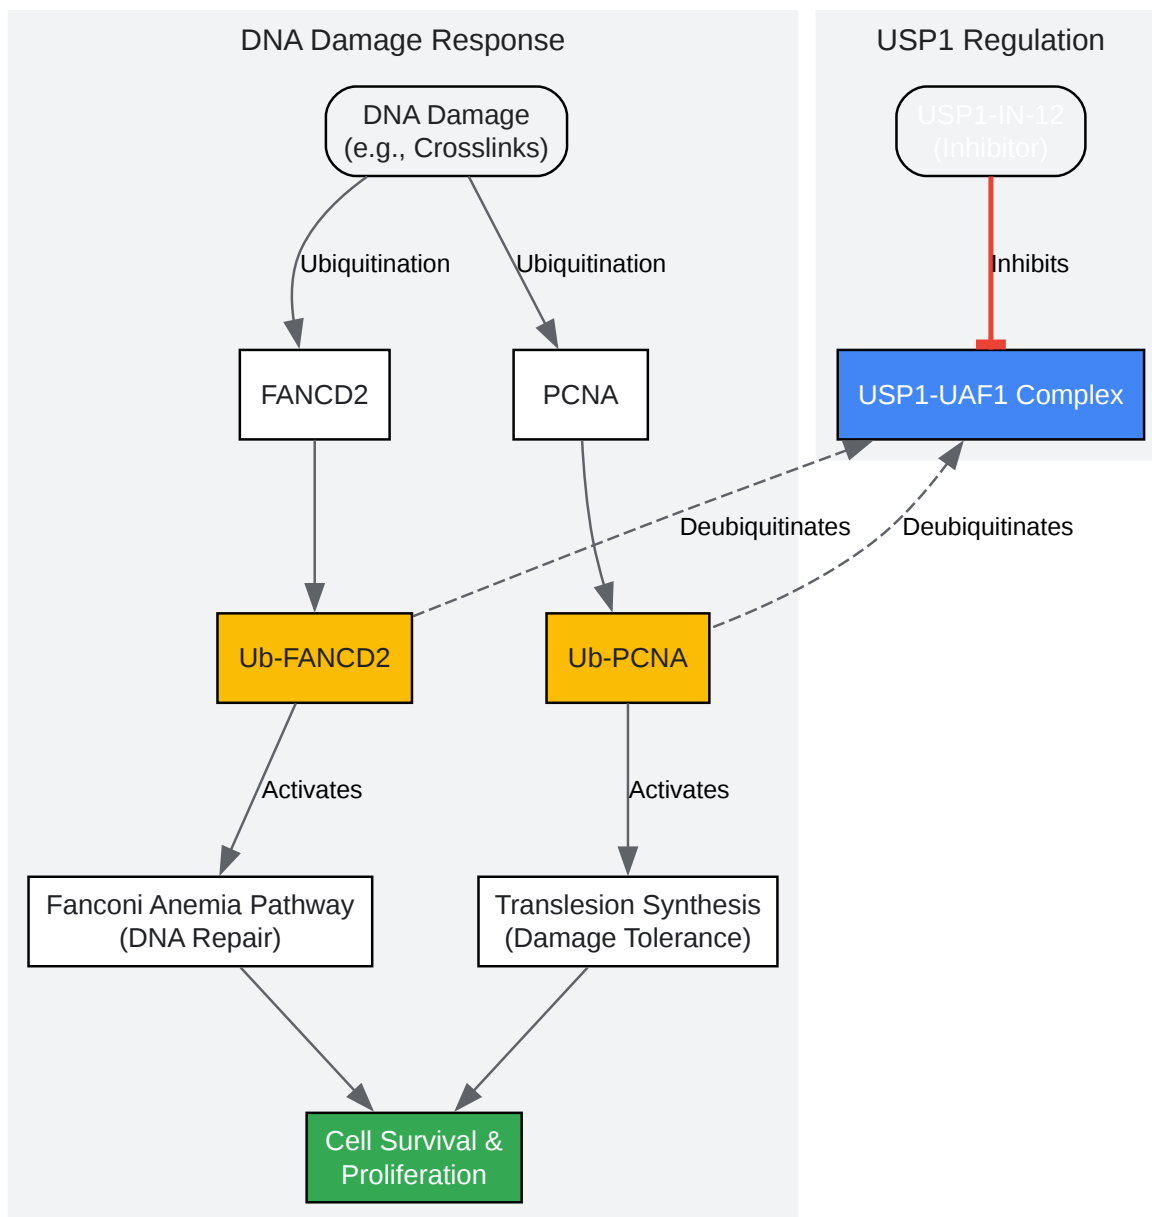 DNA Damage Response
USP1 Regulation
DNA Damage
(e.g., Crosslinks)
USP1-IN-12
(Inhibitor)
Ubiquitination
Ubiquitination
Inhibits
FANCD2
PCNA
USP1-UAF1 Complex
Deubiquitinates
Deubiquitinates
Ub-FANCD2
Ub-PCNA
Activates
Activates
Fanconi Anemia Pathway
(DNA Repair)
Translesion Synthesis
(Damage Tolerance)
Cell Survival &
Proliferation